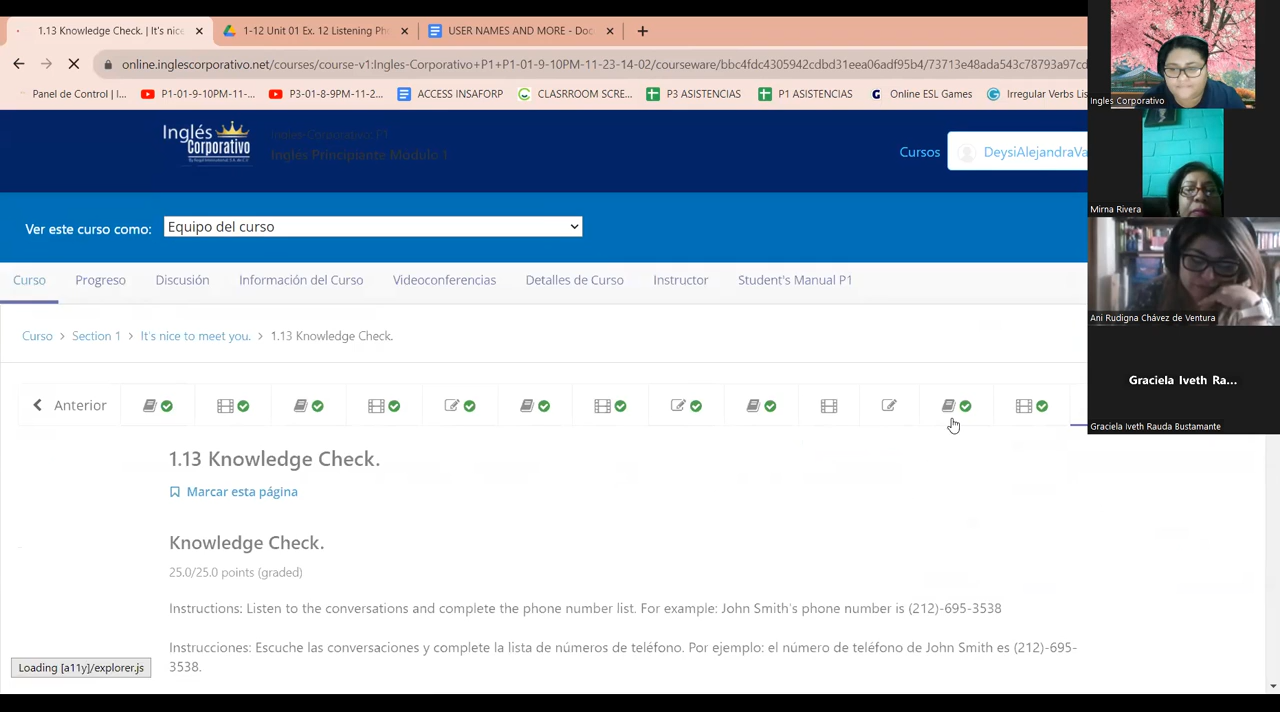 1.13 Knowledge Check. | It's nic
1-12 Unit 01 Ex. 12 Listening Ph
USER NAMES AND MORE - Doc
online.inglescorporativo.net/courses/course-v1:Ingles-Corporativo+P1+P1-01-9-10PM-11-23-14-02/courseware/bbc4fdc4305942cdbd31eea06adf95b4/73713e48ada543c78793a97cd
Panel de Control | I...
P1-01-9-10PM-11-...
P3-01-8-9PM-11-2...
ACCESS INSAFORP
CLASRROOM SCRE...
P3 ASISTENCIAS
P1 ASISTENCIAS
Online ESL Games
Irregular Verbs Lis
Inglés
Corporativo
Ingles-Corporativo P1
Inglés Principiante Modulo 1
Cursos
DeysiAlejandraVa
Ver este curso como:
Equipo del curso
Curso
Progreso
Discusión
Información del Curso
Videoconferencias
Detalles de Curso
Instructor
Student's Manual P1
Curso > Section 1 > It's nice to meet you. > 1.13 Knowledge Check.
Anterior
1.13 Knowledge Check.
Marcar esta página
Knowledge Check.
25.0/25.0 points (graded)
Instructions: Listen to the conversations and complete the phone number list. For example: John Smith's phone number is (212)-695-3538
Instrucciones: Escuche las conversaciones y complete la lista de números de teléfono. Por ejemplo: el número de teléfono de John Smith es (212)-695-
3538.
Loading [a11y]/explorer.js
Ingles Corporativo
Mirna Rivera
Ani Rudigna Chávez de Ventura
Graciela Iveth Ra...
Graciela Iveth Rauda Bustamante